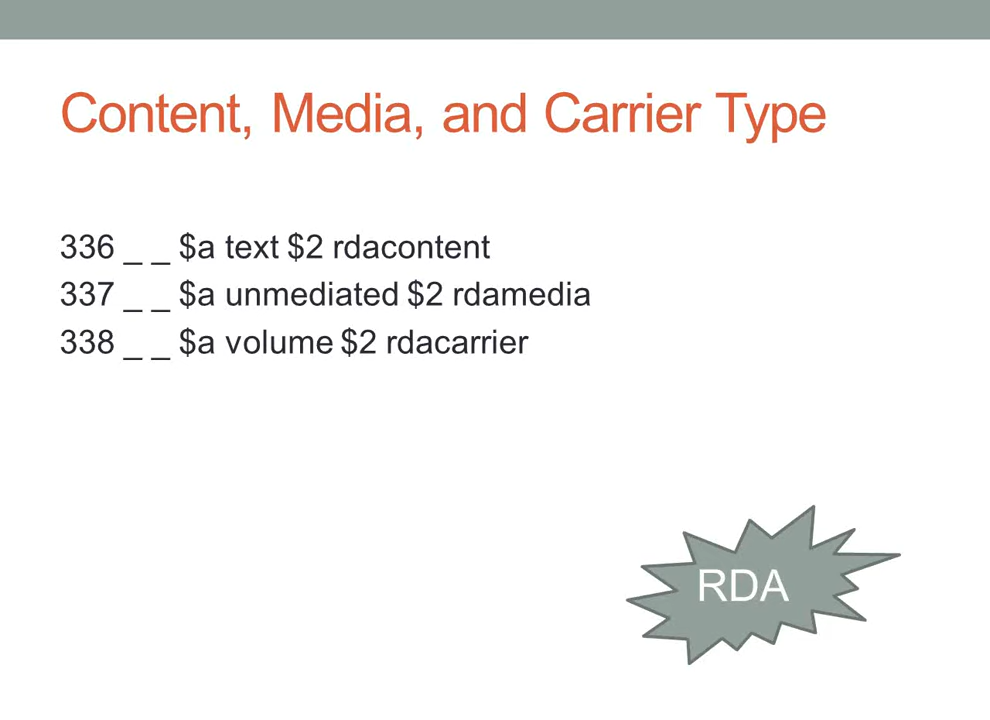 Content, Media, and Carrier Type
336 _ _ $a text $2 rdacontent
337 _ _ $a unmediated $2 rdamedia
338 _ _ $a volume $2 rdacarrier
RDA